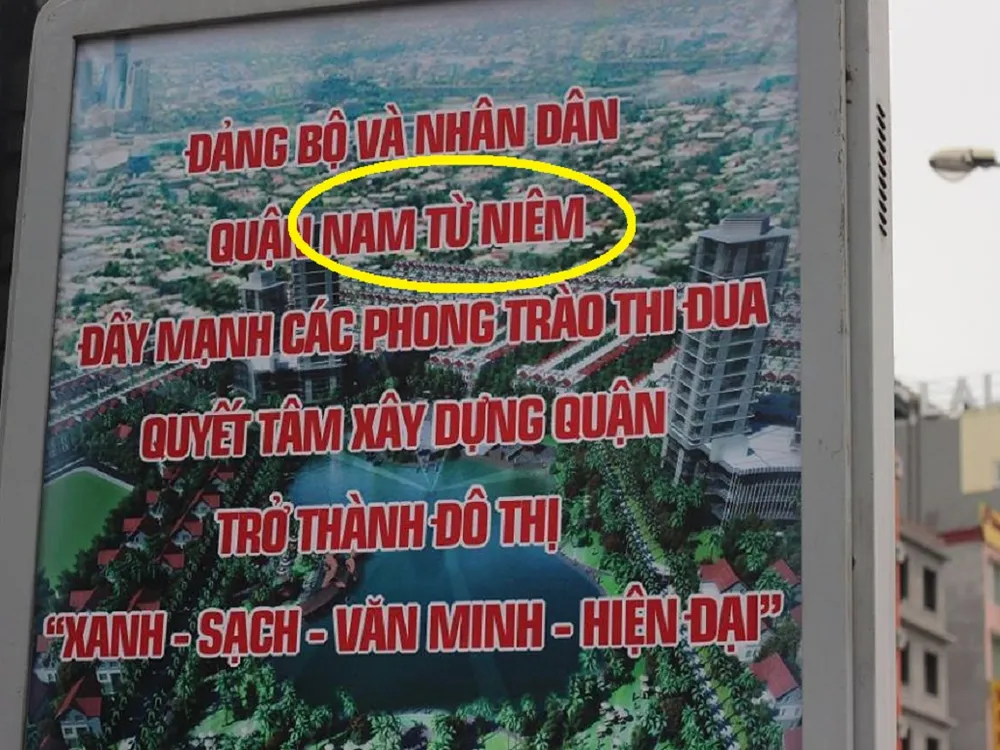 ĐẢNG BỘ VÀ NHÂN DÂN
QUẬN NAM TỪ NIÊM
ĐẨY MẠNH CÁC PHONG TRÀO THI ĐUA
QUYẾT TÂM XÂY DỰNG QUẬN
TRỞ THÀNH ĐÔ THỊ
“XANH - SẠCH - VĂN MINH - HIỆN ĐẠI”